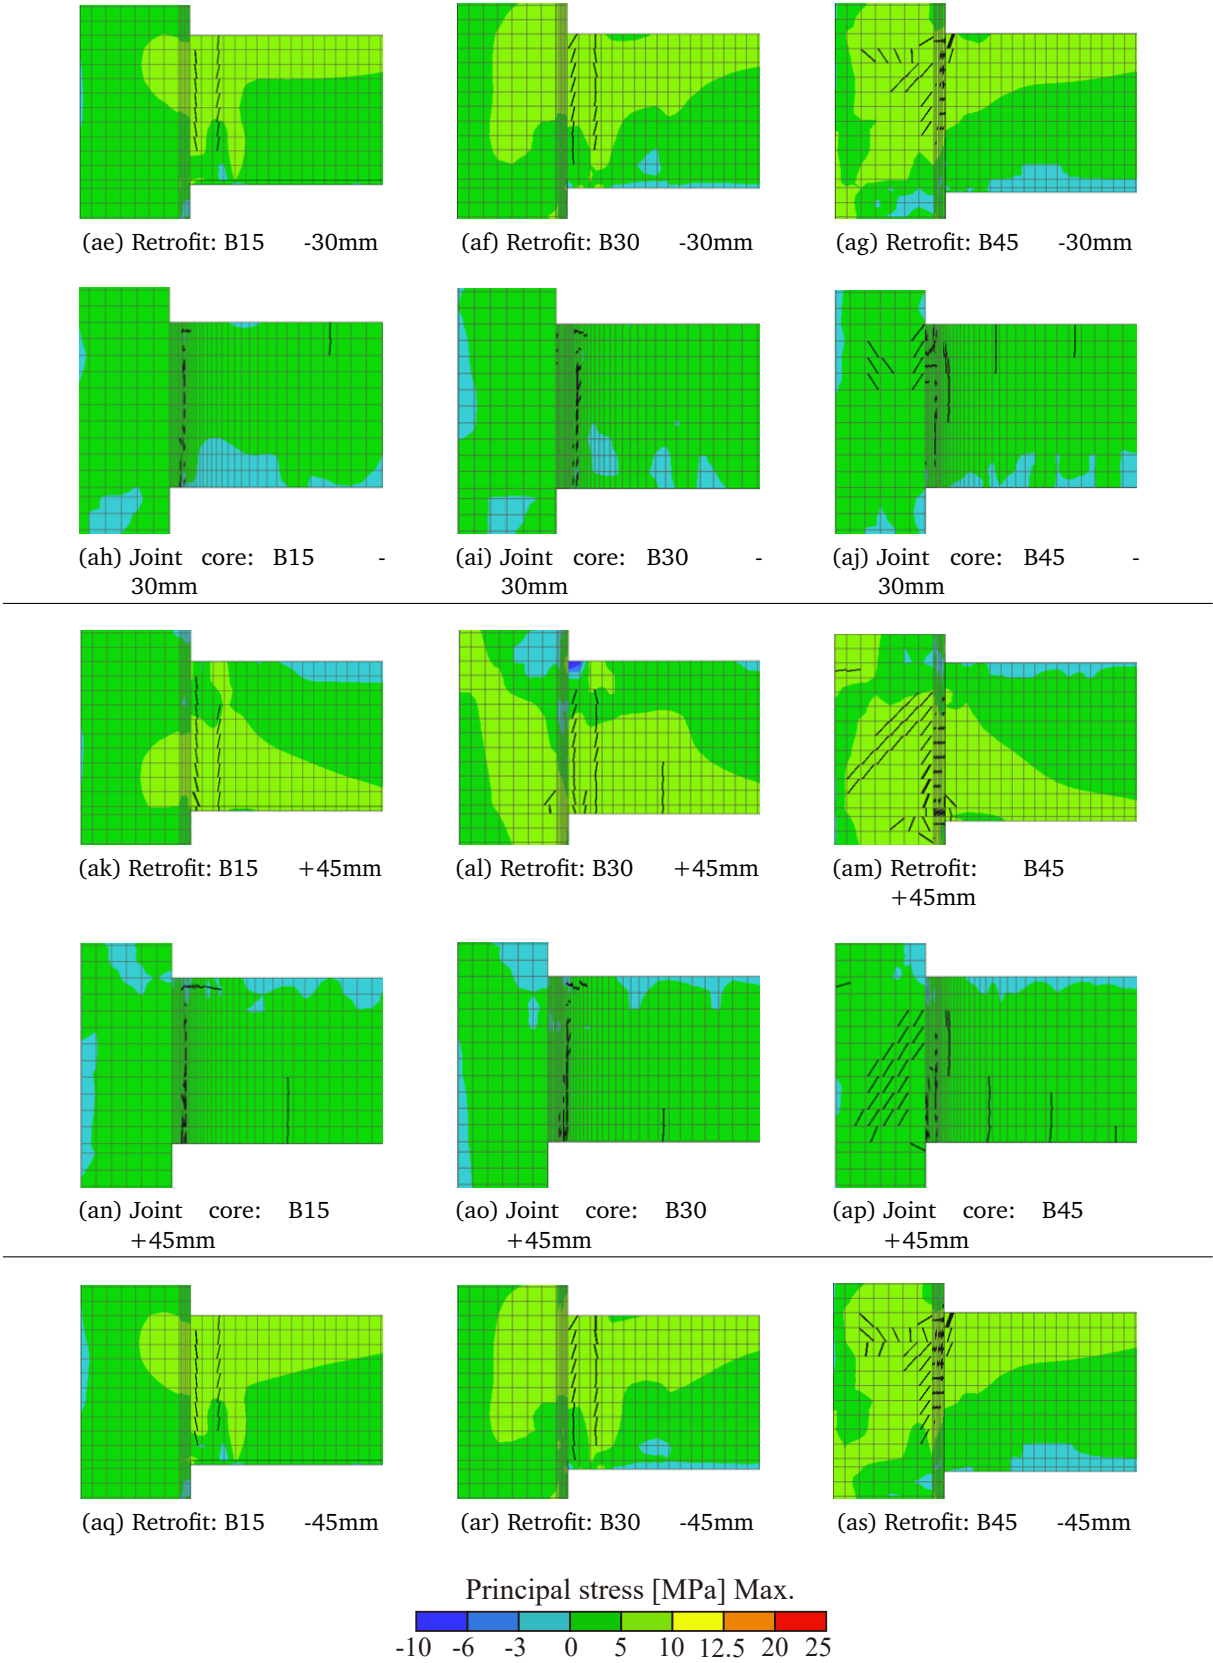 (ae) Retrofit: B15 -30mm
(af) Retrofit: B30 -30mm
(ag) Retrofit: B45 -30mm
(ah) Joint core: B15 -
30mm
(ai) Joint core: B30 -
30mm
(aj) Joint core: B45 -
30mm
(ak) Retrofit: B15 +45mm
(al) Retrofit: B30 +45mm
(am) Retrofit: B45
+45mm
(an) Joint core: B15
+45mm
(ao) Joint core: B30
+45mm
(ap) Joint core: B45
+45mm
(aq) Retrofit: B15 -45mm
(ar) Retrofit: B30 -45mm
(as) Retrofit: B45 -45mm
Principal stress [MPa] Max.
-10 -6 -3 0 5 10 12.5 20 25